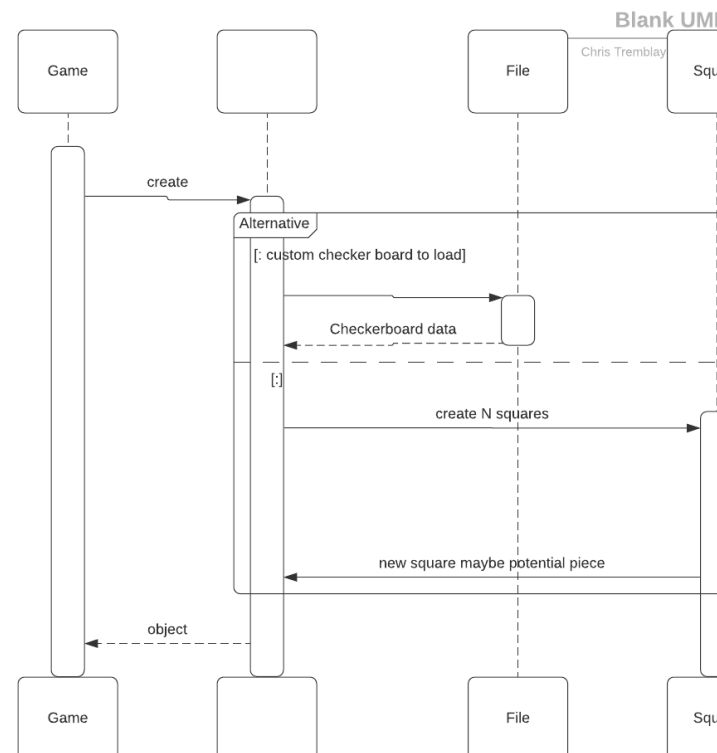 Blank UM
Chris Tremblay
Game
File
Squ
create
Alternative
[: custom checker board to load]
Checkerboard data
[:]
create N squares
new square maybe potential piece
object
Game
File
Squ